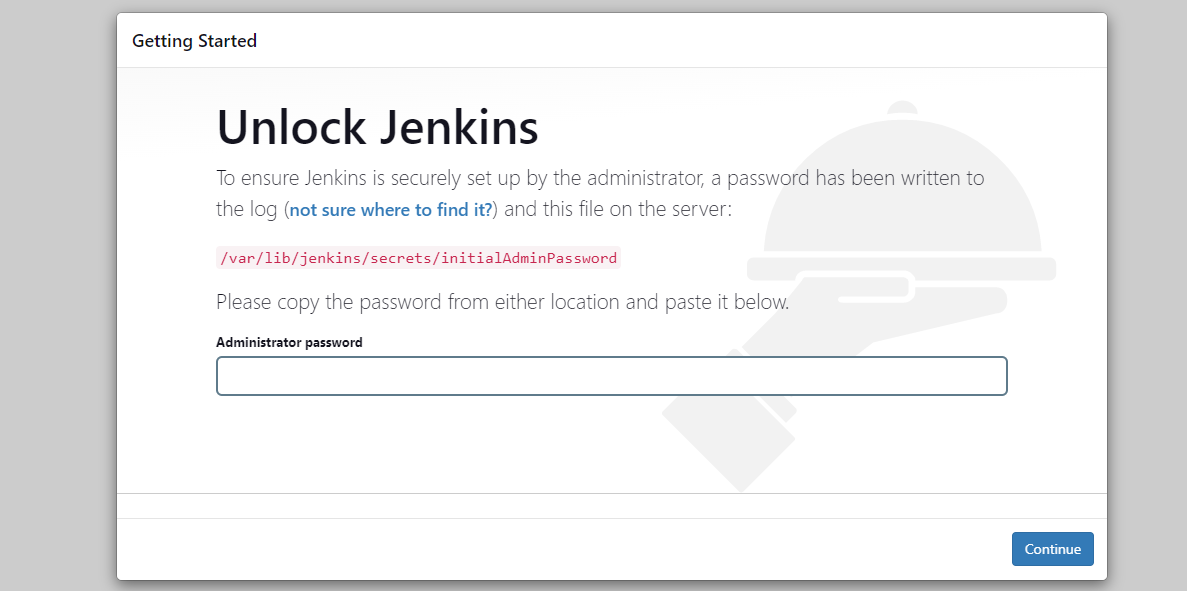 Getting Started
Unlock Jenkins
To ensure Jenkins is securely set up by the administrator, a password has been written to
the log (not sure where to find it?) and this file on the server:
/var/lib/jenkins/secrets/initialAdminPassword
Please copy the password from either location and paste it below.
Administrator password
Continue